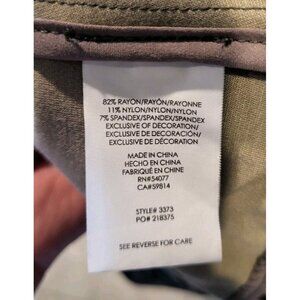 82% RAYON/RAYÓN/RAYONNE
11% NYLON/NYLON/NYLON
7% SPANDEX/SPANDEX/SPANDEX
EXCLUSIVE OF DECORATION/
EXCLUSIVE DE DECORACIÓN/
EXCLUSIVE DE DÉCORATION
MADE IN CHINA
HECHO EN CHINA
FABRIQUÉ EN CHINE
RN#54077
CA#59814
STYLE# 3373
PO# 218375
SEE REVERSE FOR CARE